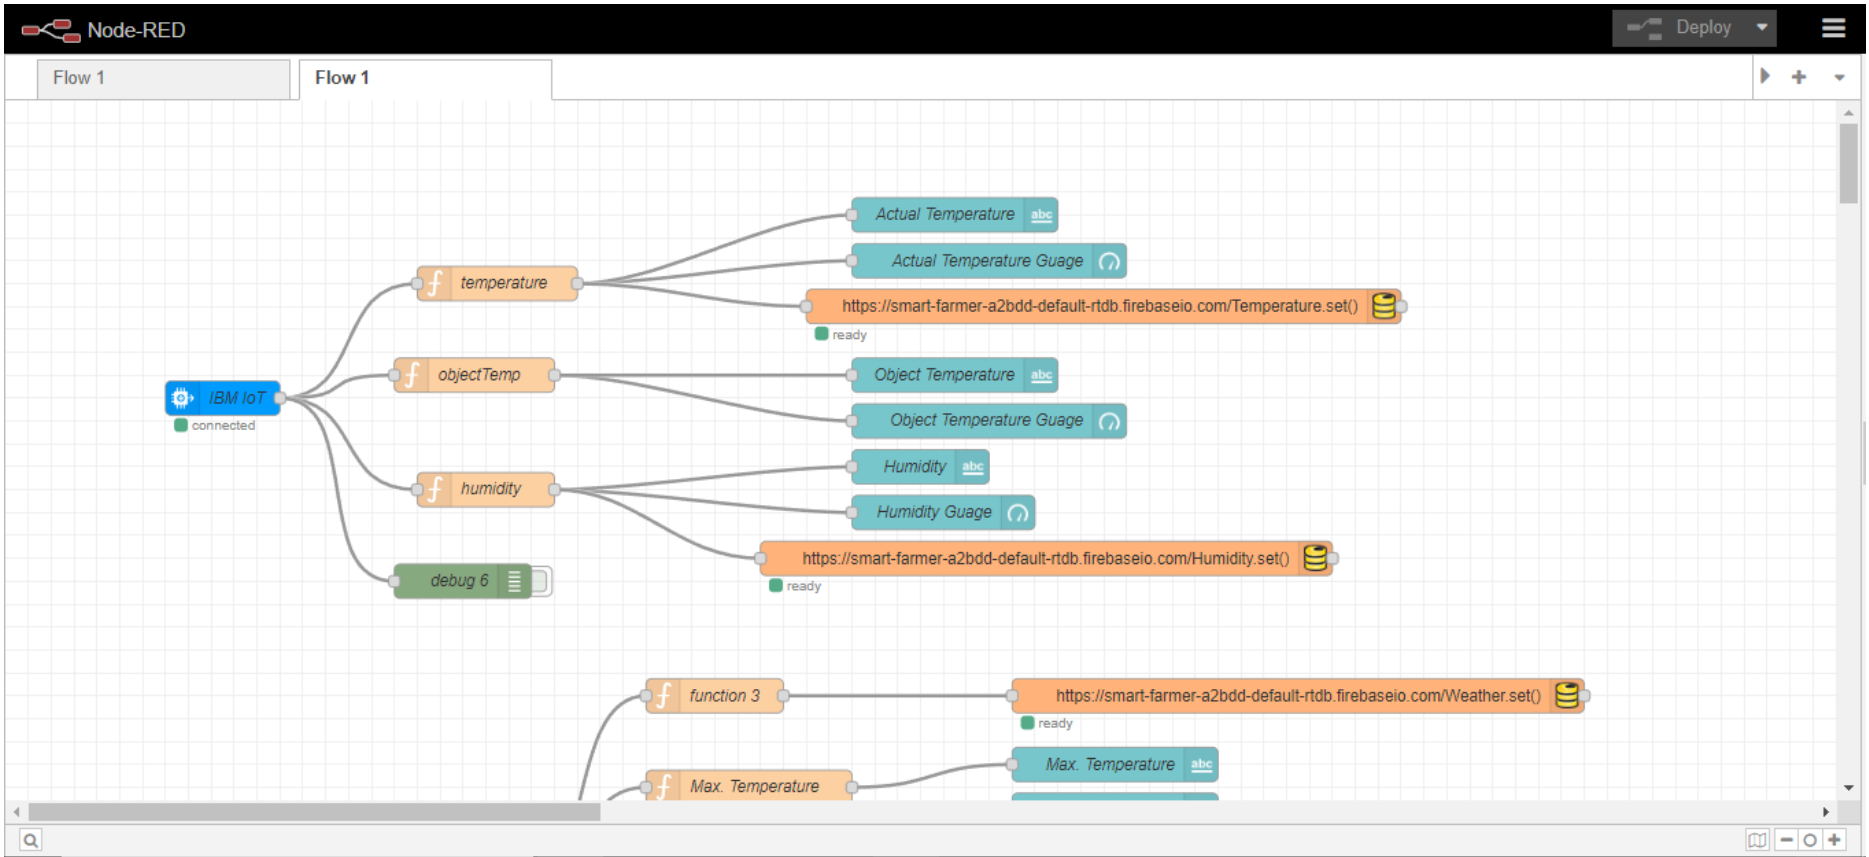 Node-RED
Deploy
Flow 1
Flow 1
Actual Temperature abc
Actual Temperature Guage
temperature
https://smart-farmer-a2bdd-default-rtdb.firebaseio.com/Temperature.set()
ready
objectTemp
Object Temperature abc
IBM IoT
connected
Object Temperature Guage
Humidity abc
humidity
Humidity Guage
https://smart-farmer-a2bdd-default-rtdb.firebaseio.com/Humidity.set()
ready
debug 6
function 3
https://smart-farmer-a2bdd-default-rtdb.firebaseio.com/Weather.set()
ready
Max. Temperature abc
Max. Temperature